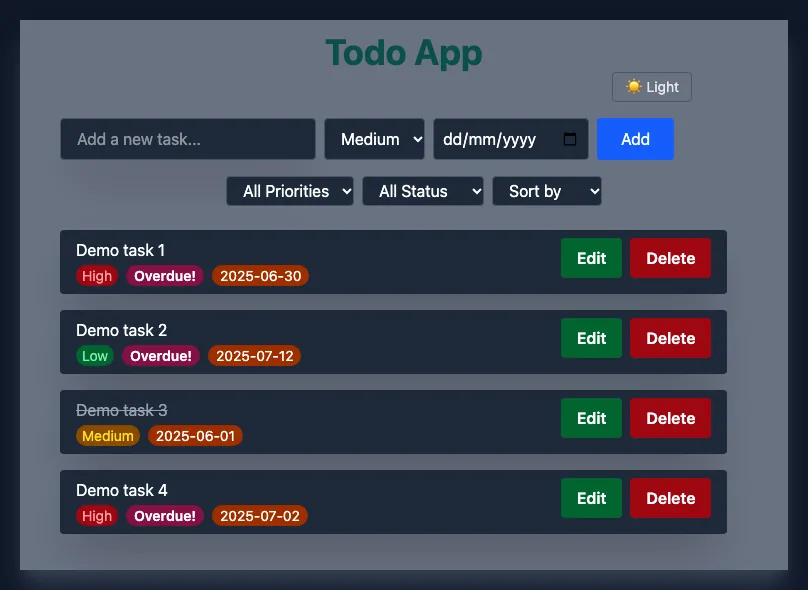 Todo App
☀️ Light
Add a new task... Medium dd/mm/yyyy Add
All Priorities All Status Sort by
Demo task 1
High Overdue! 2025-06-30 Edit Delete
Demo task 2
Low Overdue! 2025-07-12 Edit Delete
Demo task 3
Medium 2025-06-01 Edit Delete
Demo task 4
High Overdue! 2025-07-02 Edit Delete